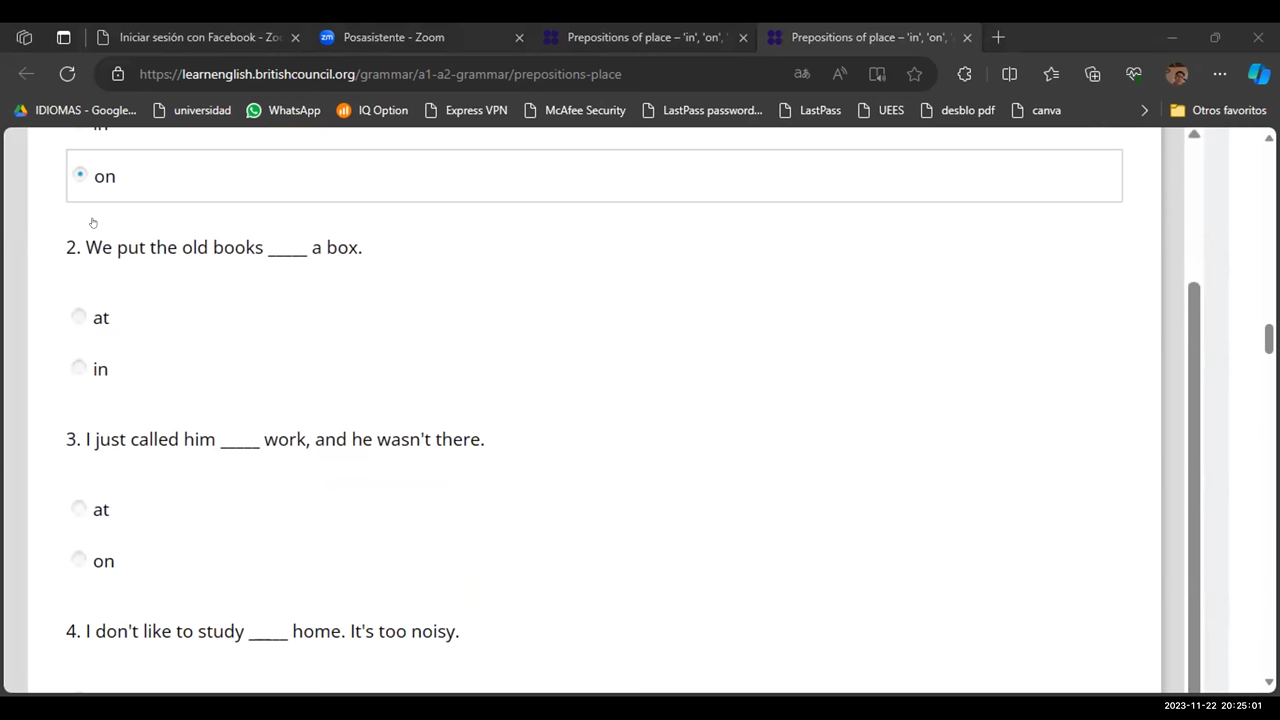 Iniciar sesión con Facebook - Zoo
Posasistente - Zoom
Prepositions of place – 'in', 'on', '
Prepositions of place – 'in', 'on', '
https://learnenglish.britishcouncil.org/grammar/a1-a2-grammar/prepositions-place
IDIOMAS - Google...
universidad
WhatsApp
IQ Option
Express VPN
McAfee Security
LastPass password...
LastPass
UEES
desblo pdf
canva
Otros favoritos
in
on
2. We put the old books _____ a box.
at
in
3. I just called him _____ work, and he wasn't there.
at
on
4. I don't like to study _____ home. It's too noisy.
2023-11-22 20:25:01